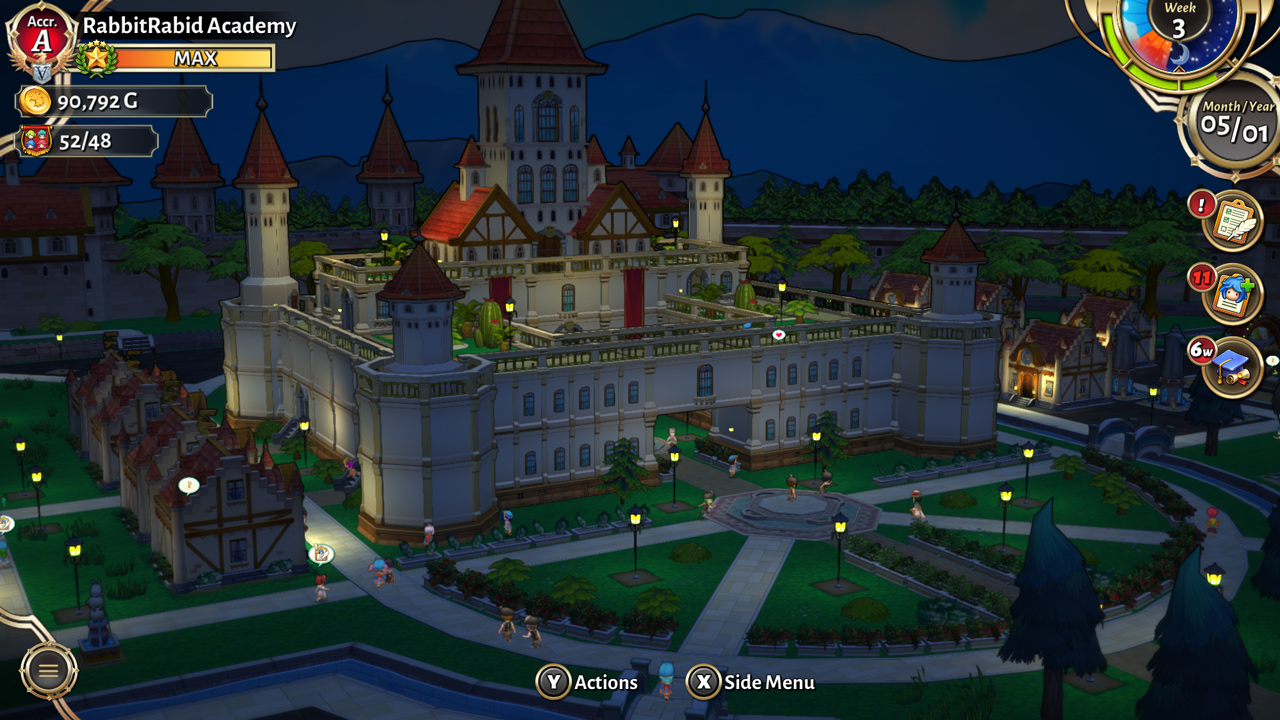 Accr.
A
V
RabbitRabid Academy
MAX
90,792 G
52/48
Week
3
Month/Year
05/01
!
11
6w
Y Actions
X Side Menu